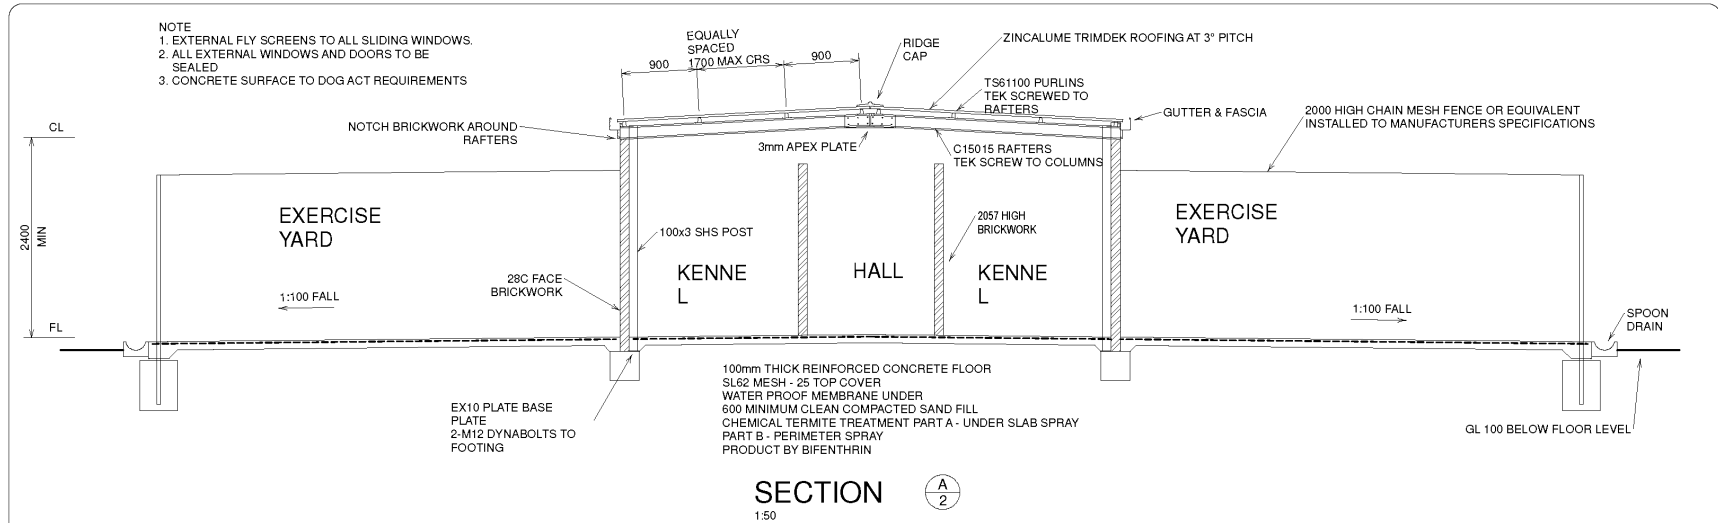 NOTE
1. EXTERNAL FLY SCREENS TO ALL SLIDING WINDOWS.
2. ALL EXTERNAL WINDOWS AND DOORS TO BE
SEALED
3. CONCRETE SURFACE TO DOG ACT REQUIREMENTS
EQUALLY
SPACED
1700 MAX CRS
900
900
RIDGE
CAP
ZINCALUME TRIMDEK ROOFING AT 3° PITCH
TS61100 PURLINS
TEK SCREWED TO
RAFTERS
GUTTER & FASCIA
2000 HIGH CHAIN MESH FENCE OR EQUIVALENT
INSTALLED TO MANUFACTURERS SPECIFICATIONS
CL
NOTCH BRICKWORK AROUND
RAFTERS
3mm APEX PLATE
C15015 RAFTERS
TEK SCREW TO COLUMNS
2400
MIN
EXERCISE
YARD
100x3 SHS POST
2057 HIGH
BRICKWORK
EXERCISE
YARD
28C FACE
BRICKWORK
KENNE
L
HALL
KENNE
L
1:100 FALL
1:100 FALL
FL
SPOON
DRAIN
100mm THICK REINFORCED CONCRETE FLOOR
SL62 MESH - 25 TOP COVER
WATER PROOF MEMBRANE UNDER
600 MINIMUM CLEAN COMPACTED SAND FILL
CHEMICAL TERMITE TREATMENT PART A - UNDER SLAB SPRAY
PART B - PERIMETER SPRAY
PRODUCT BY BIFENTHRIN
EX10 PLATE BASE
PLATE
2-M12 DYNABOLTS TO
FOOTING
GL 100 BELOW FLOOR LEVEL
SECTION
A
2
1:50